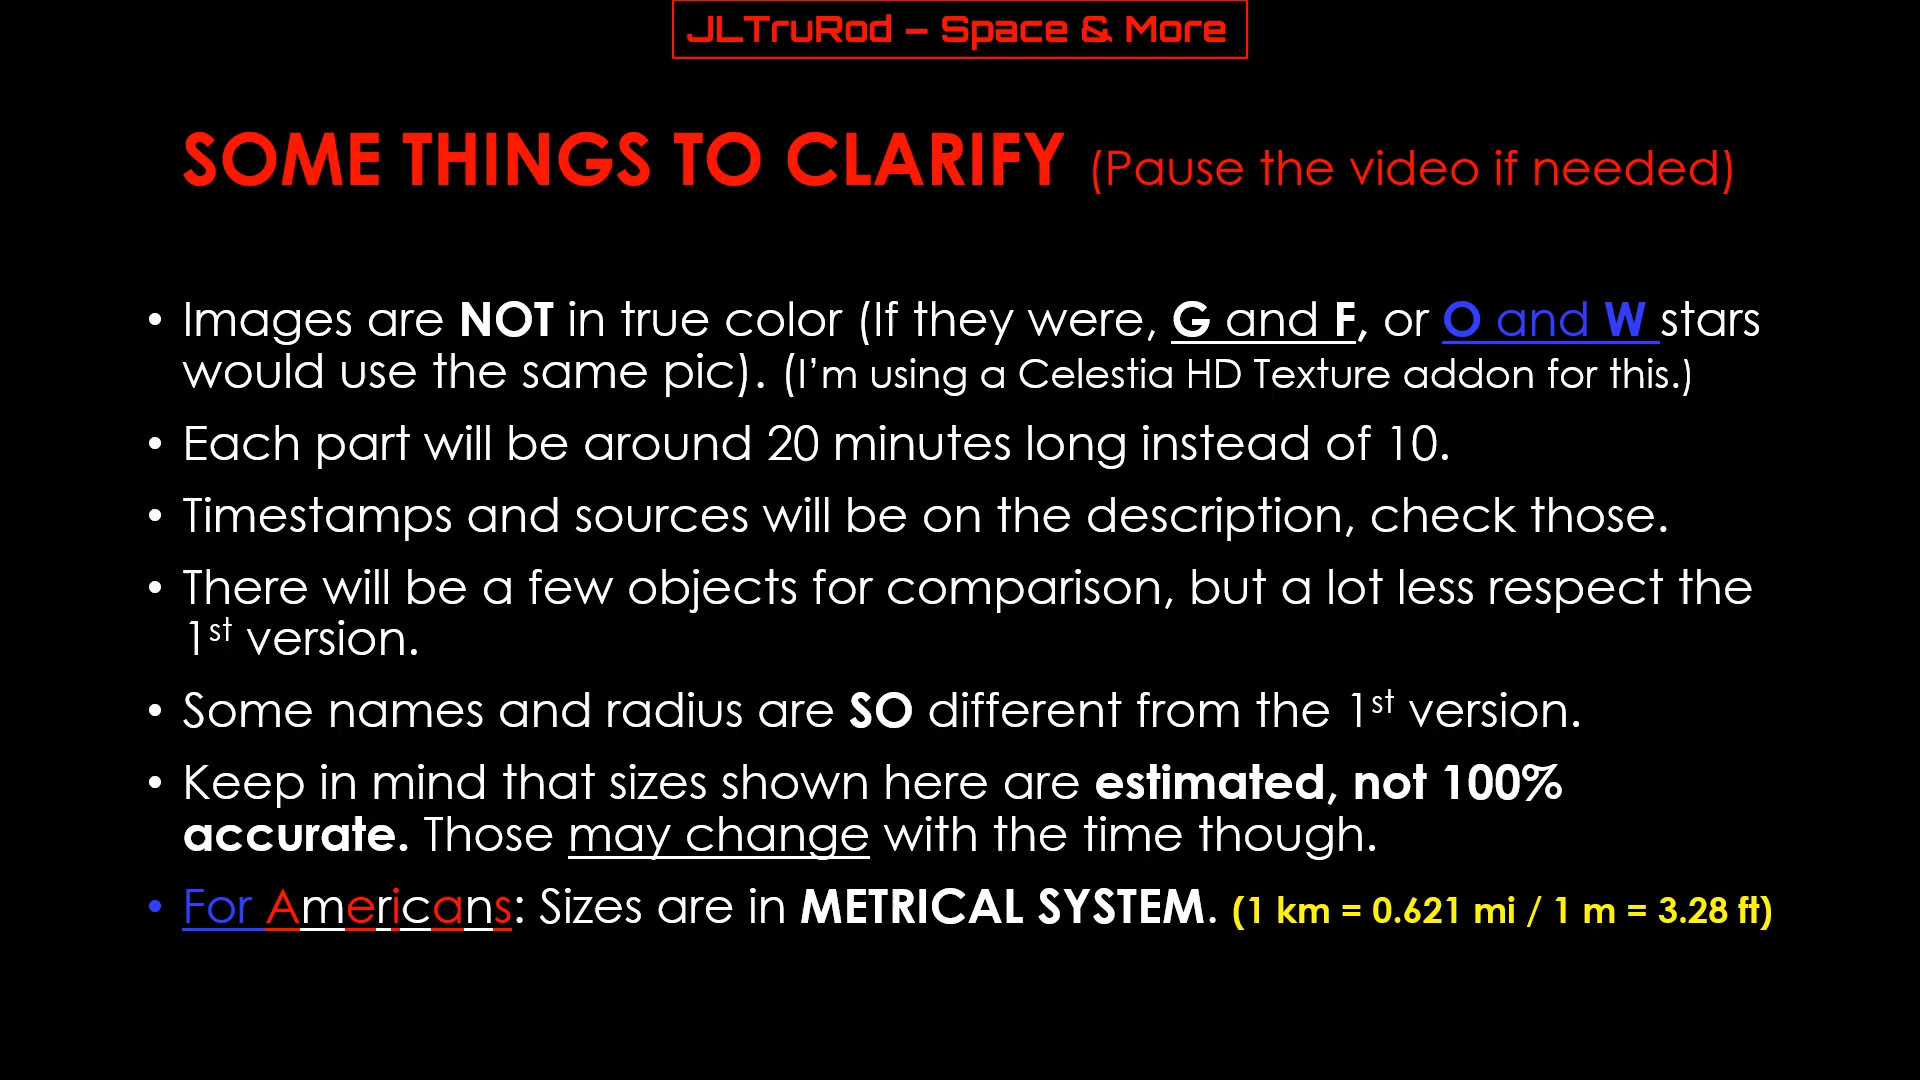 JLTruRod – Space & More
SOME THINGS TO CLARIFY (Pause the video if needed)
• Images are NOT in true color (If they were, G and F, or O and W stars
would use the same pic). (I’m using a Celestia HD Texture addon for this.)
• Each part will be around 20 minutes long instead of 10.
• Timestamps and sources will be on the description, check those.
• There will be a few objects for comparison, but a lot less respect the
1st version.
• Some names and radius are SO different from the 1st version.
• Keep in mind that sizes shown here are estimated, not 100%
accurate. Those may change with the time though.
• For Americans: Sizes are in METRICAL SYSTEM. (1 km = 0.621 mi / 1 m = 3.28 ft)